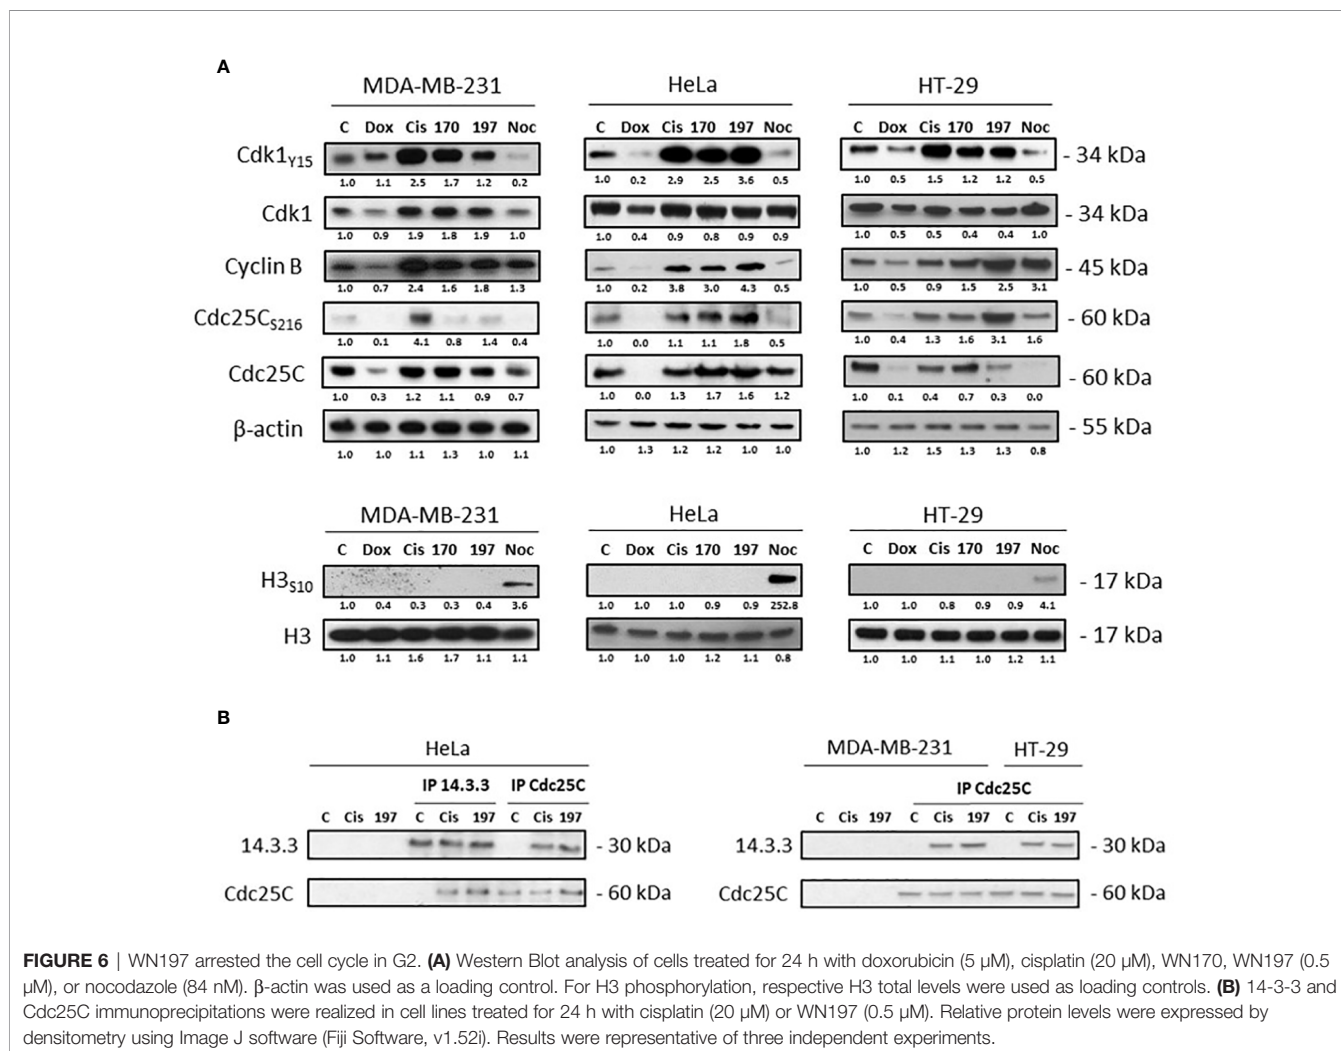 A
MDA-MB-231 HeLa HT-29
C Dox Cis 170 197 Noc C Dox Cis 170 197 Noc C Dox Cis 170 197 Noc
Cdk1Y15 - 34 kDa
1.0 1.1 2.5 1.7 1.2 0.2 1.0 0.2 2.9 2.5 3.6 0.5 1.0 0.5 1.5 1.2 1.2 0.5
Cdk1 - 34 kDa
1.0 0.9 1.9 1.8 1.9 1.0 1.0 0.4 0.9 0.8 0.9 0.9 1.0 0.5 0.5 0.4 0.4 1.0
Cyclin B - 45 kDa
1.0 0.7 2.4 1.6 1.8 1.3 1.0 0.2 3.8 3.0 4.3 0.5 1.0 0.5 0.9 1.5 2.5 3.1
Cdc25CS216 - 60 kDa
1.0 0.1 4.1 0.8 1.4 0.4 1.0 0.0 1.1 1.1 1.8 0.5 1.0 0.4 1.3 1.6 3.1 1.6
Cdc25C - 60 kDa
1.0 0.3 1.2 1.1 0.9 0.7 1.0 0.0 1.3 1.7 1.6 1.2 1.0 0.1 0.4 0.7 0.3 0.0
β-actin - 55 kDa
1.0 1.0 1.1 1.3 1.0 1.1 1.0 1.3 1.2 1.2 1.0 1.0 1.0 1.2 1.5 1.3 1.3 0.8
MDA-MB-231 HeLa HT-29
C Dox Cis 170 197 Noc C Dox Cis 170 197 Noc C Dox Cis 170 197 Noc
H3S10 - 17 kDa
1.0 0.4 0.3 0.3 0.4 3.6 1.0 1.0 1.0 0.9 0.9 252.8 1.0 1.0 0.8 0.9 0.9 4.1
H3 - 17 kDa
1.0 1.1 1.6 1.7 1.1 1.1 1.0 1.0 1.0 1.2 1.1 0.8 1.0 1.0 1.1 1.0 1.2 1.1
B
HeLa MDA-MB-231 HT-29
IP 14.3.3 IP Cdc25C IP Cdc25C
C Cis 197 C Cis 197 C Cis 197 C Cis 197 C Cis 197 C Cis 197
14.3.3 - 30 kDa 14.3.3 - 30 kDa
Cdc25C - 60 kDa Cdc25C - 60 kDa
FIGURE 6 | WN197 arrested the cell cycle in G2. (A) Western Blot analysis of cells treated for 24 h with doxorubicin (5 µM), cisplatin (20 µM), WN170, WN197 (0.5
µM), or nocodazole (84 nM). β-actin was used as a loading control. For H3 phosphorylation, respective H3 total levels were used as loading controls. (B) 14-3-3 and
Cdc25C immunoprecipitations were realized in cell lines treated for 24 h with cisplatin (20 µM) or WN197 (0.5 µM). Relative protein levels were expressed by
densitometry using Image J software (Fiji Software, v1.52i). Results were representative of three independent experiments.